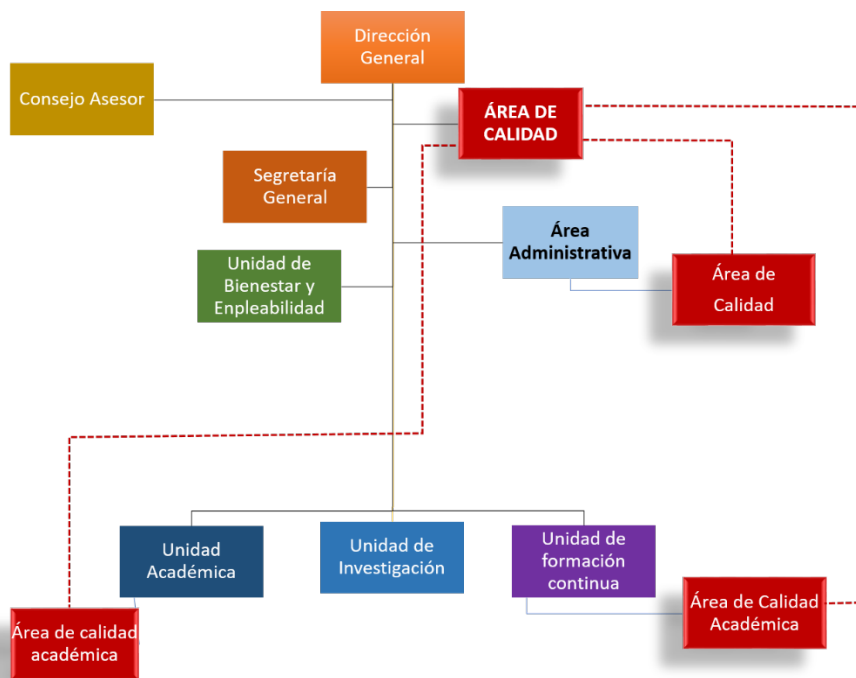 Dirección
General
Consejo Asesor
ÁREA DE
CALIDAD
Segretaría
General
Área
Administrativa
Unidad de
Bienestar y
Enpleabilidad
Área de
Calidad
Unidad
Académica
Unidad de
Investigación
Unidad de
formación
continua
Área de calidad
académica
Área de Calidad
Académica